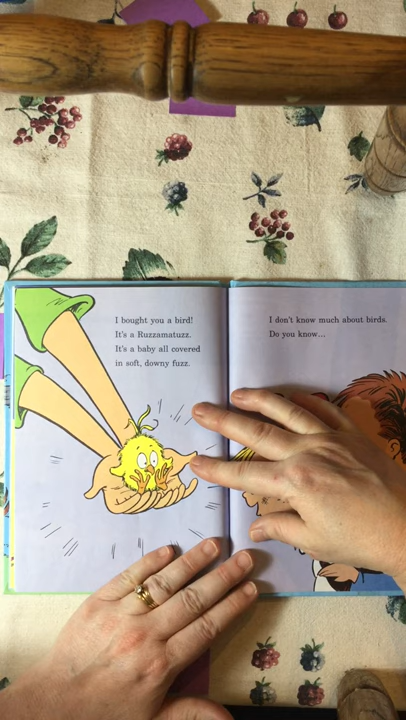 I bought you a bird!
It's a Ruzzamatuzz.
It's a baby all covered
in soft, downy fuzz.
I don't know much about birds.
Do you know...